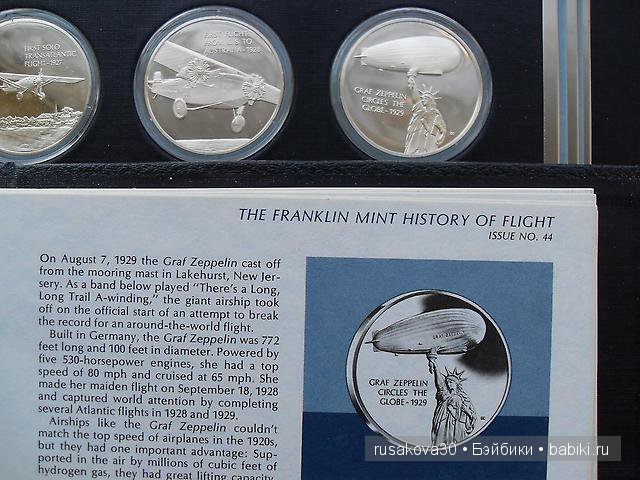 FIRST SOLO
TRANSATLANTIC
FLIGHT-1927
FIRST FLIGHT
FROM U.S. TO
AUSTRALIA-1928
GRAF ZEPPELIN
CIRCLES THE
GLOBE-1929
THE FRANKLIN MINT HISTORY OF FLIGHT
ISSUE NO. 44
On August 7, 1929 the Graf Zeppelin cast off
from the mooring mast in Lakehurst, New Jer-
sey. As a band below played "There's a Long,
Long Trail A-winding," the giant airship took
off on the official start of an attempt to break
the record for an around-the-world flight.
Built in Germany, the Graf Zeppelin was 772
feet long and 100 feet in diameter. Powered by
five 530-horsepower engines, she had a top
speed of 80 mph and cruised at 65 mph. She
made her maiden flight on September 18, 1928
and captured world attention by completing
several Atlantic flights in 1928 and 1929.
Airships like the Graf Zeppelin couldn't
match the top speed of airplanes in the 1920s,
but they had one important advantage: Sup-
ported in the air by millions of cubic feet of
hydrogen gas, they had great lifting capacity,
GRAF ZEPPELIN
GRAF ZEPPELIN
CIRCLES THE
GLOBE-1929
rusakova30 • Бэйбики • babiki.ru